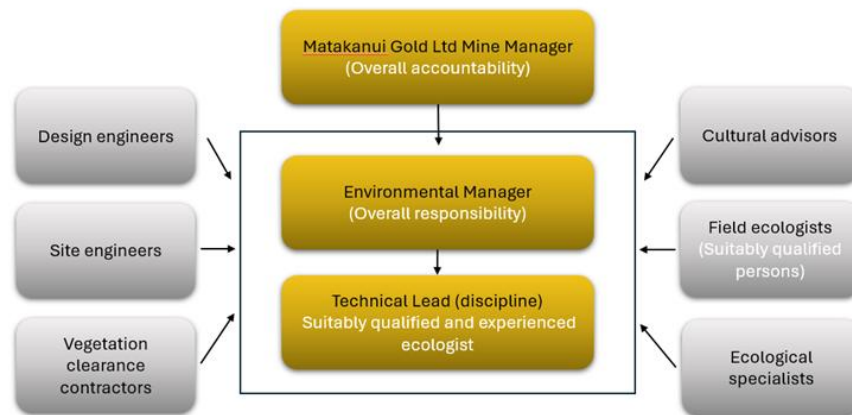 Matakanui Gold Ltd Mine Manager
(Overall accountability)
Design engineers
Cultural advisors
Environmental Manager
(Overall responsibility)
Site engineers
Field ecologists
(Suitably qualified
persons)
Technical Lead (discipline)
Suitably qualified and experienced
ecologist
Vegetation
clearance
contractors
Ecological
specialists